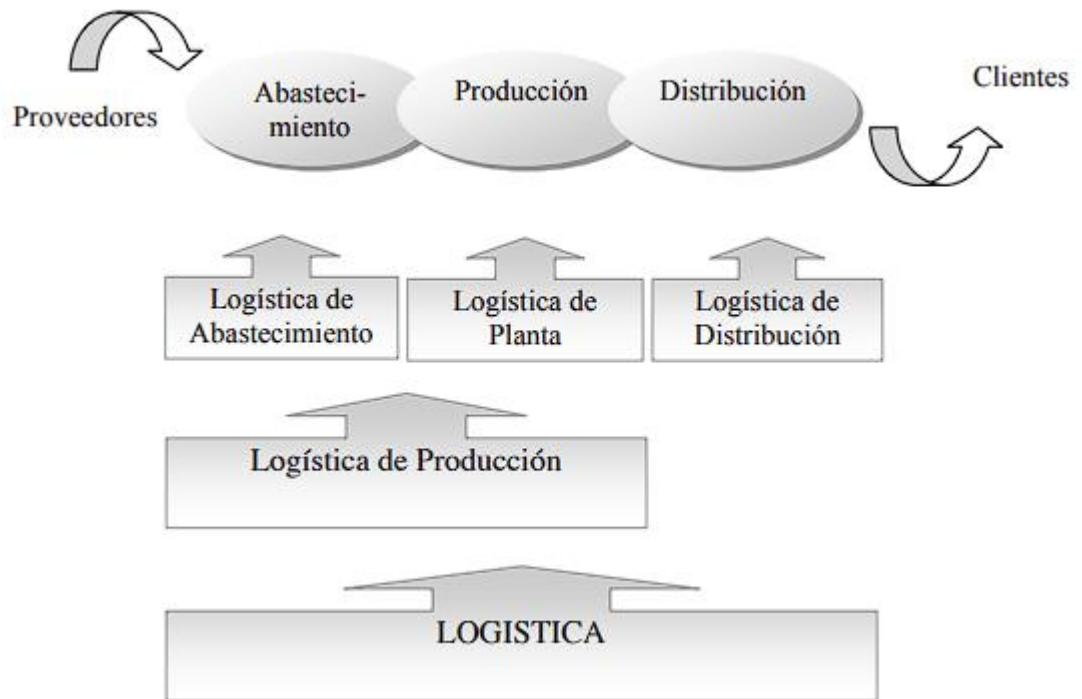 Proveedores
Abasteci-
miento
Producción
Distribución
Clientes
Logística de
Abastecimiento
Logística de
Planta
Logística de
Distribución
Logística de Producción
LOGISTICA